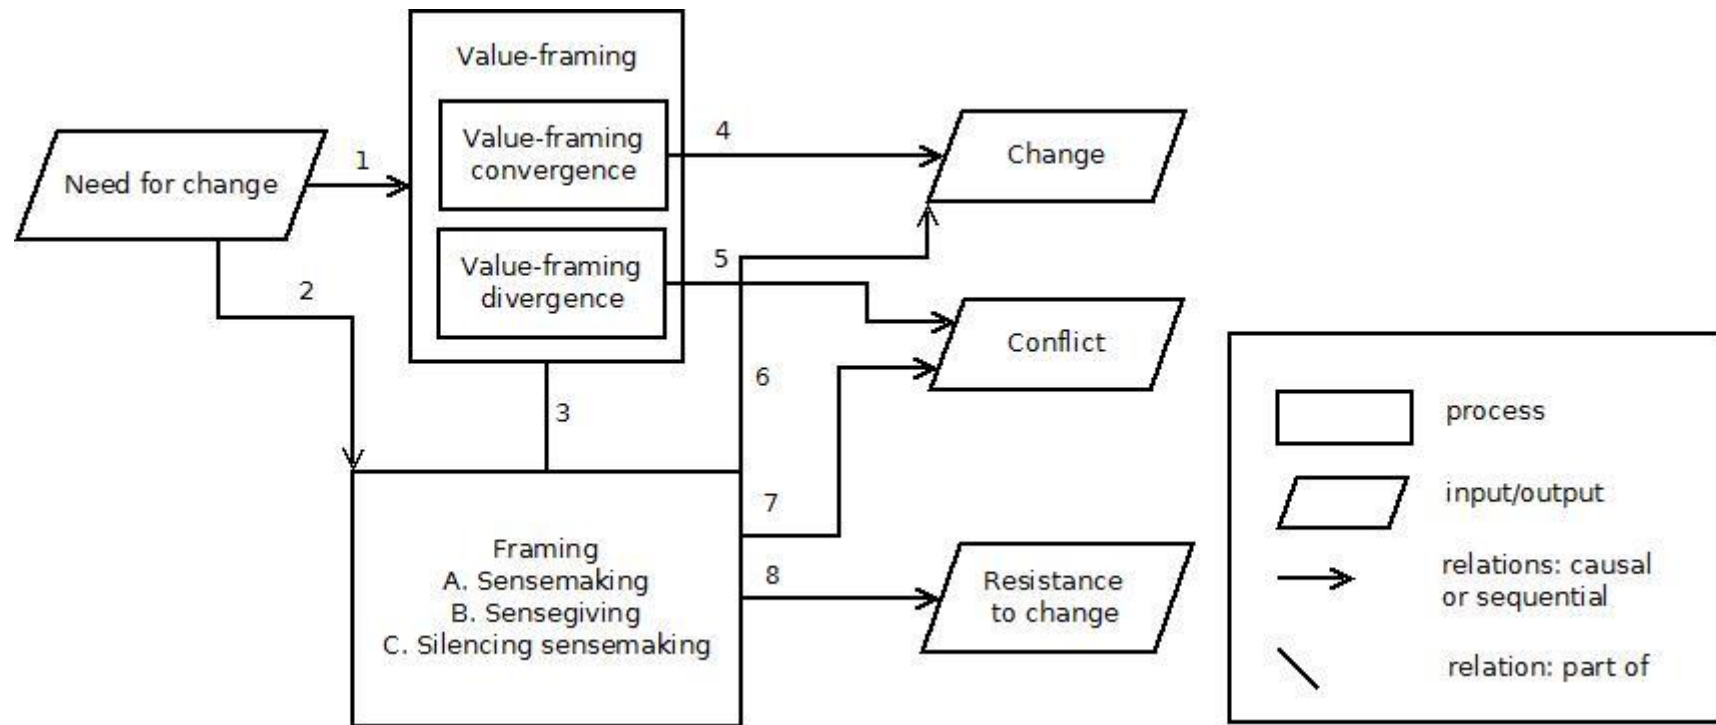 Value-framing
Value-framing
convergence
Value-framing
divergence
Need for change
1
2
3
4
5
6
7
8
Change
Conflict
Resistance
to change
Framing
A. Sensemaking
B. Sensegiving
C. Silencing sensemaking
process
input/output
relations: causal
or sequential
relation: part of